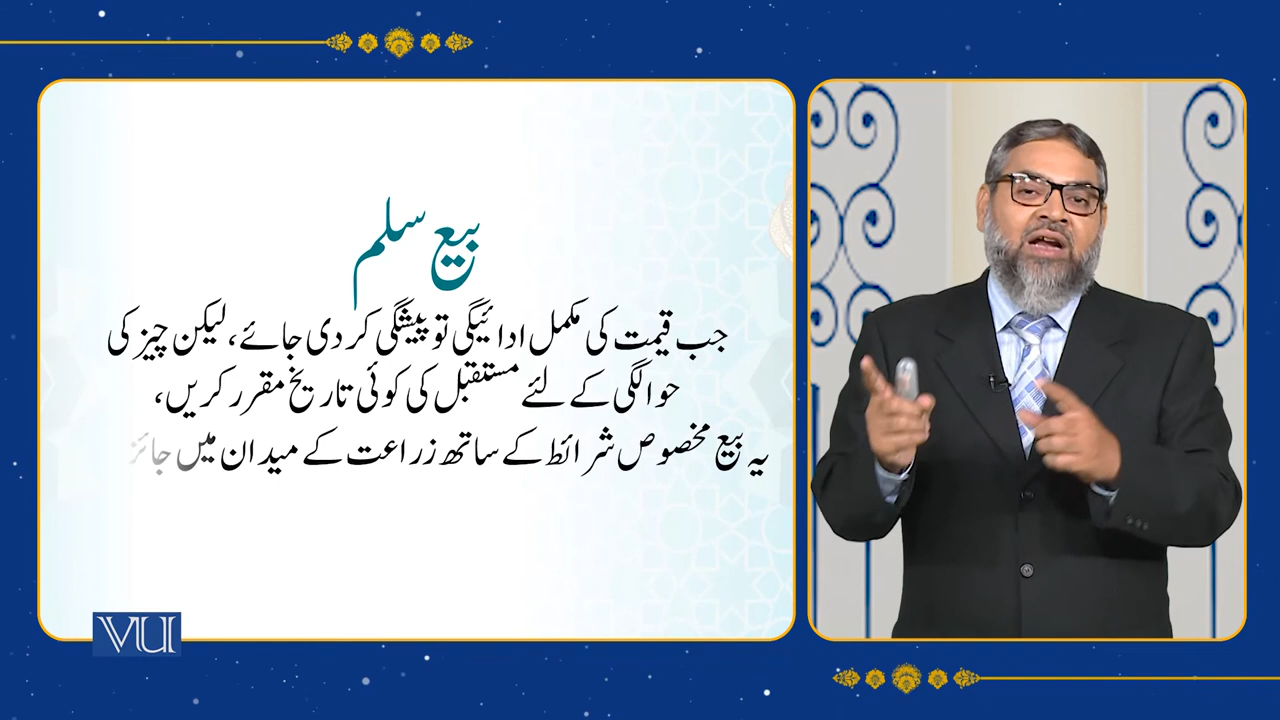 بیع سلم
جب قیمت کی مکمل ادائیگی تو پیشگی کر دی جائے، لیکن چیز کی
حوالگی کے لئے مستقبل کی کوئی تاریخ مقرر کریں،
یہ بیع مخصوص شرائط کے ساتھ زراعت کے میدان میں جائز
VU